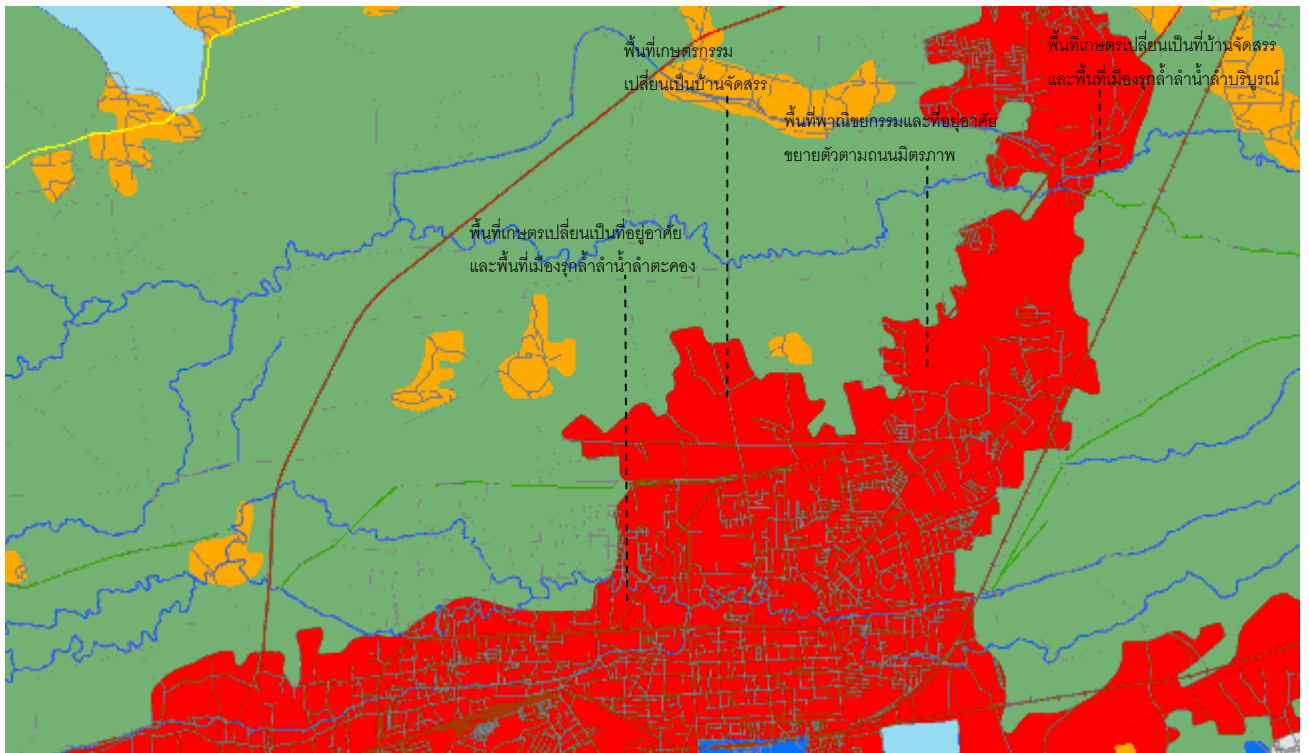 พื้นที่เกษตรกรรม
เปลี่ยนเป็นบ้านจัดสรร
พื้นที่เกษตรเปลี่ยนเป็นที่บ้านจัดสรร
และพื้นที่เมืองรุกล้ำลำน้ำลำบริบูรณ์
พื้นที่พาณิชยกรรมและที่อยู่อาศัย
ขยายตัวตามถนนมิตรภาพ
พื้นที่เกษตรเปลี่ยนเป็นที่อยู่อาศัย
และพื้นที่เมืองรุกล้ำลำน้ำลำตะคอง